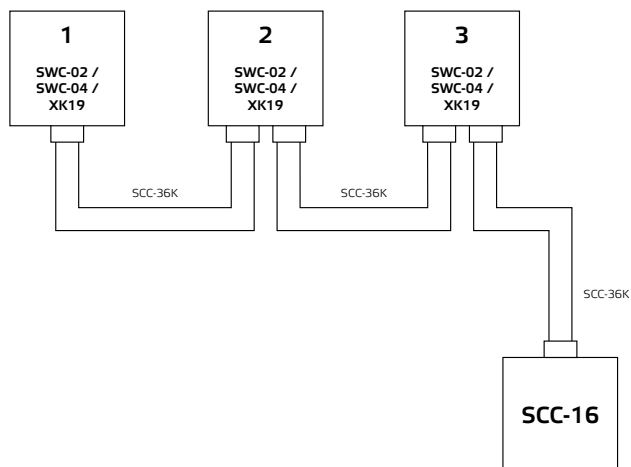 1
SWC-02 /
SWC-04 /
XK19
2
SWC-02 /
SWC-04 /
XK19
3
SWC-02 /
SWC-04 /
XK19
SCC-36K
SCC-36K
SCC-36K
SCC-16